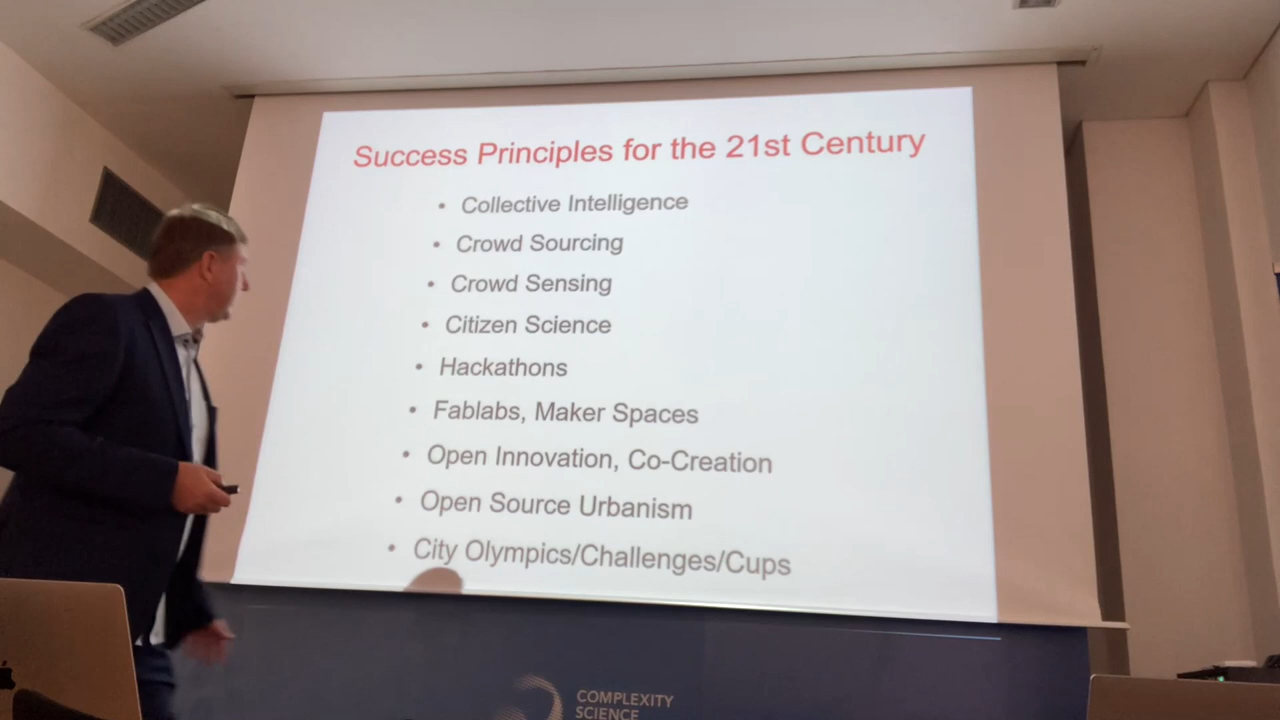 Success Principles for the 21st Century
• Collective Intelligence
• Crowd Sourcing
• Crowd Sensing
• Citizen Science
• Hackathons
• Fablabs, Maker Spaces
• Open Innovation, Co-Creation
• Open Source Urbanism
• City Olympics/Challenges/Cups
COMPLEXITY
SCIENCE